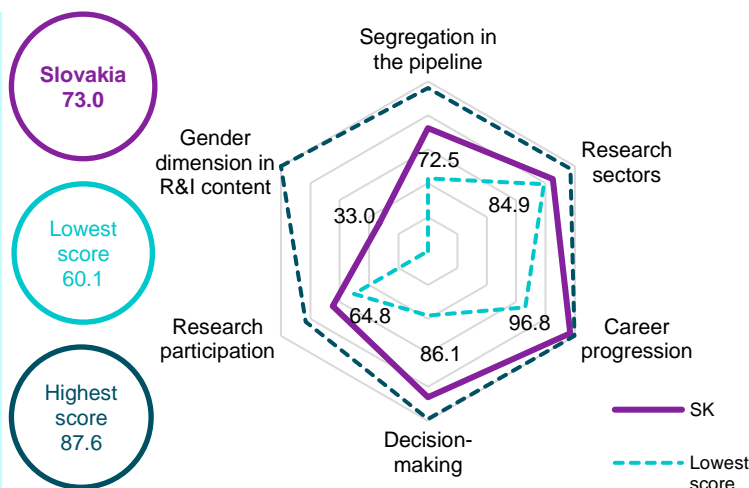 Slovakia
73.0
Lowest
score
60.1
Highest
score
87.6
Segregation in
the pipeline
72.5
Research
sectors
84.9
Career
progression
96.8
Decision-
making
86.1
Research
participation
64.8
Gender
dimension in
R&I content
33.0
SK
Lowest
score